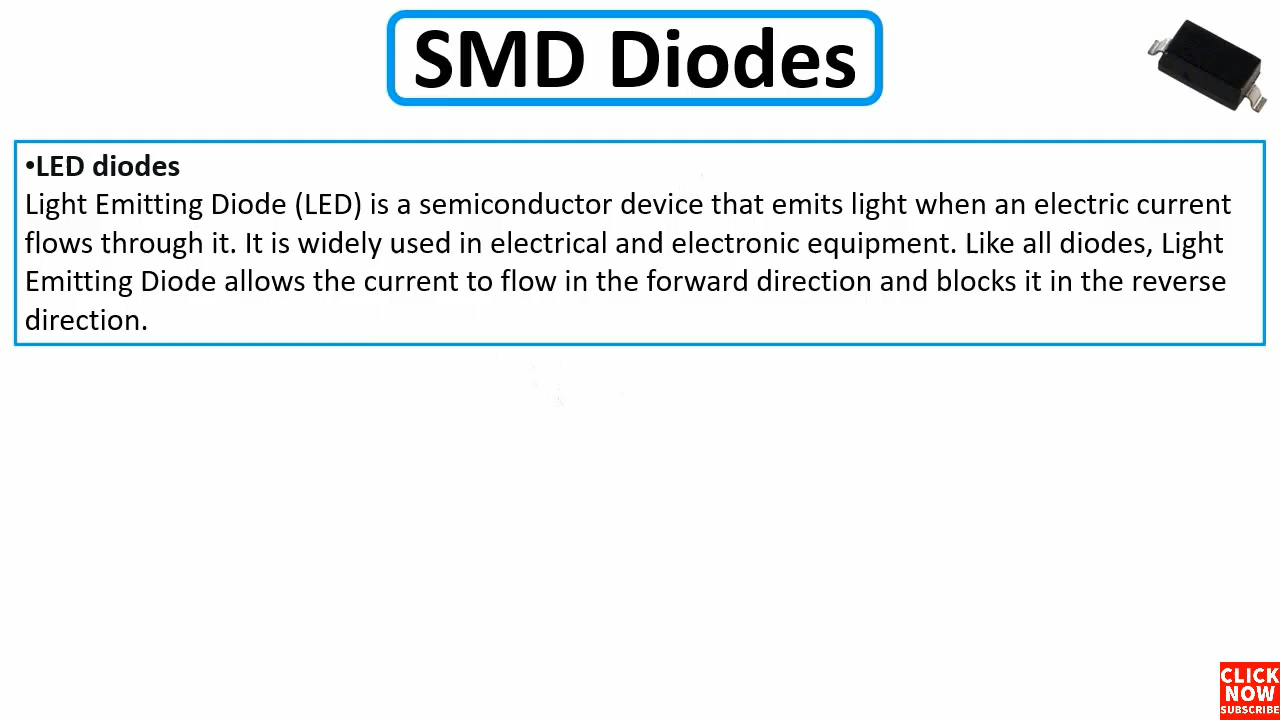 SMD Diodes
•LED diodes
Light Emitting Diode (LED) is a semiconductor device that emits light when an electric current
flows through it. It is widely used in electrical and electronic equipment. Like all diodes, Light
Emitting Diode allows the current to flow in the forward direction and blocks it in the reverse
direction.
CLICK
NOW
SUBSCRIBE